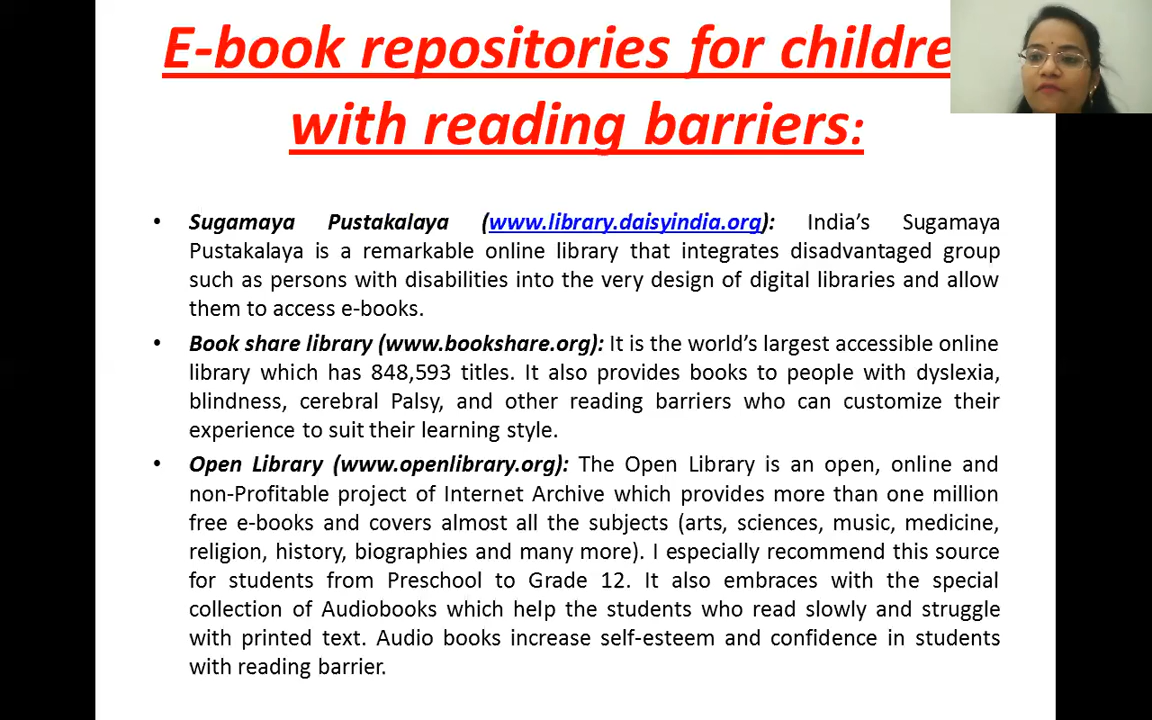 E-book repositories for childre
with reading barriers:
• Sugamaya Pustakalaya (www.library.daisyindia.org): India's Sugamaya
Pustakalaya is a remarkable online library that integrates disadvantaged group
such as persons with disabilities into the very design of digital libraries and allow
them to access e-books.
• Book share library (www.bookshare.org): It is the world's largest accessible online
library which has 848,593 titles. It also provides books to people with dyslexia,
blindness, cerebral Palsy, and other reading barriers who can customize their
experience to suit their learning style.
• Open Library (www.openlibrary.org): The Open Library is an open, online and
non-Profitable project of Internet Archive which provides more than one million
free e-books and covers almost all the subjects (arts, sciences, music, medicine,
religion, history, biographies and many more). I especially recommend this source
for students from Preschool to Grade 12. It also embraces with the special
collection of Audiobooks which help the students who read slowly and struggle
with printed text. Audio books increase self-esteem and confidence in students
with reading barrier.